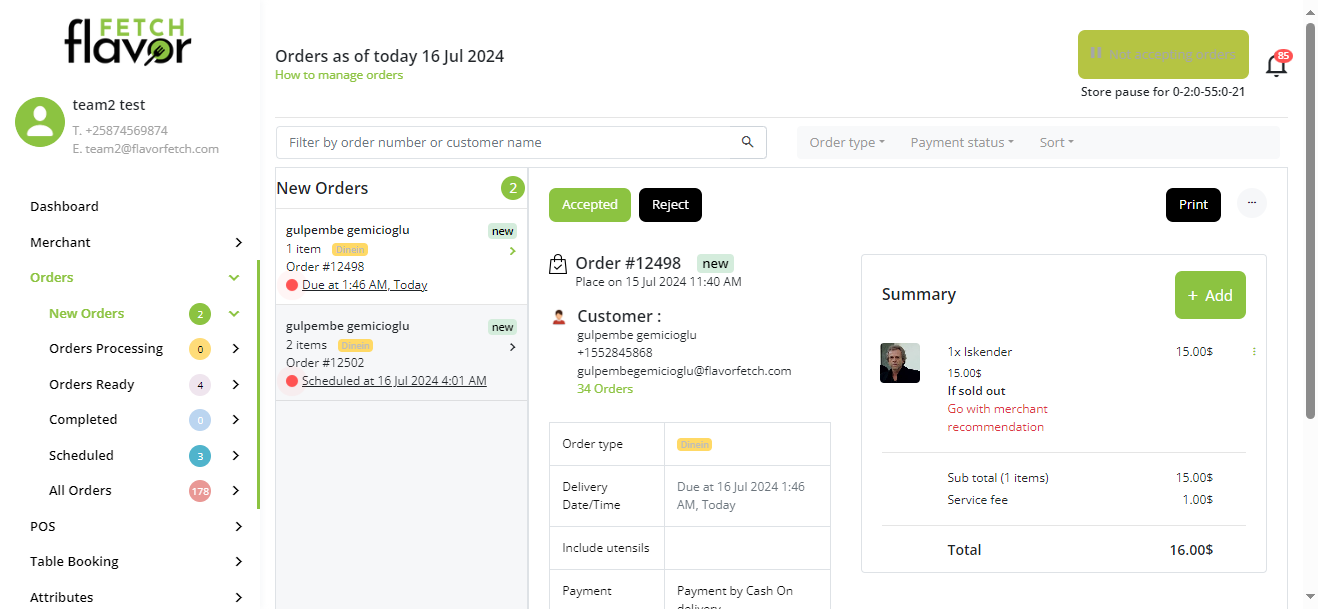 FETCH
flavor
team2 test
T. +25874569874
E. team2@flavorfetch.com
Dashboard
Merchant
Orders
New Orders 2
Orders Processing 0
Orders Ready 4
Completed 0
Scheduled 3
All Orders 178
POS
Table Booking
Attributes
Orders as of today 16 Jul 2024
How to manage orders
Not accepting orders
85
Store pause for 0-2:0-55:0-21
Filter by order number or customer name
Order type
Payment status
Sort
New Orders 2
gulpembe gemicioglu new
1 item Dinein
Order #12498
Due at 1:46 AM, Today
gulpembe gemicioglu new
2 items Dinein
Order #12502
Scheduled at 16 Jul 2024 4:01 AM
Accepted
Reject
Print
...
Order #12498 new
Place on 15 Jul 2024 11:40 AM
Customer :
gulpembe gemicioglu
+1552845868
gulpembegemicioglu@flavorfetch.com
34 Orders
Order type Dinein
Delivery Date/Time
Due at 16 Jul 2024 1:46
AM, Today
Include utensils
Payment
Payment by Cash On
delivery
Summary
+ Add
1x Iskender 15.00$
15.00$
If sold out
Go with merchant
recommendation
Sub total (1 items) 15.00$
Service fee 1.00$
Total 16.00$